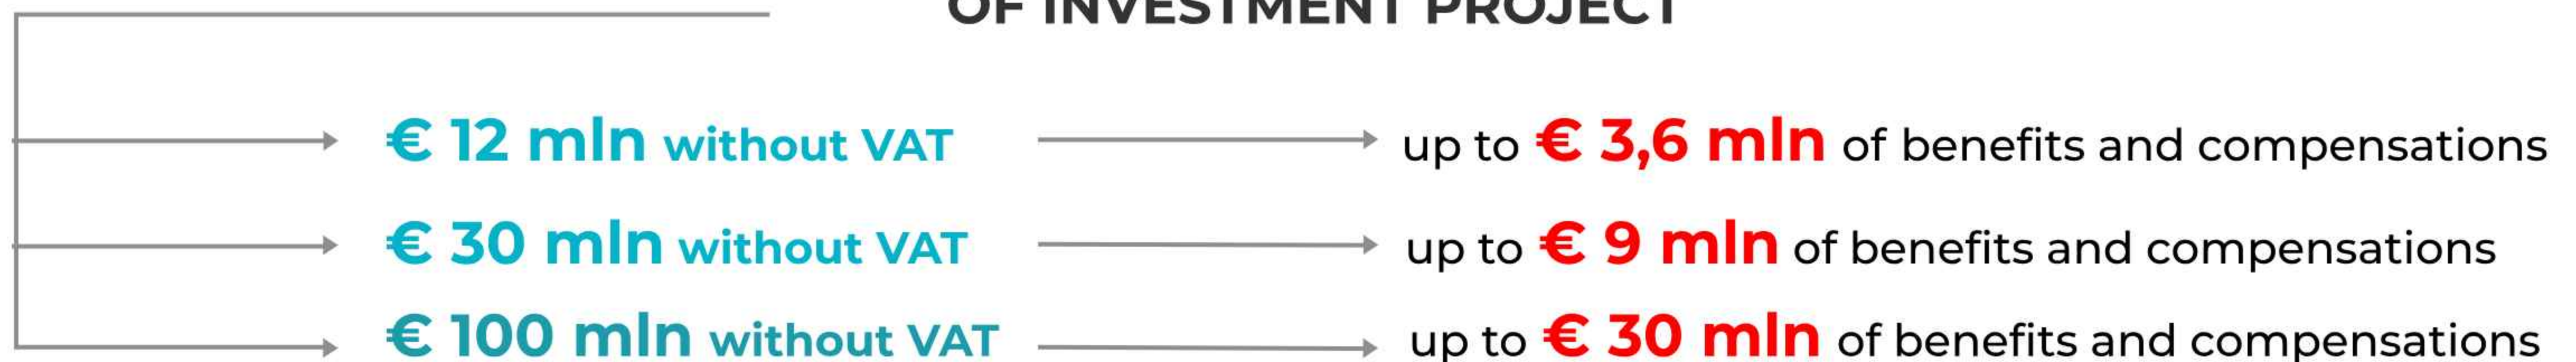 OF INVESTMENT PROJECT
€ 12 mln without VAT up to € 3,6 mln of benefits and compensations
€ 30 mln without VAT up to € 9 mln of benefits and compensations
€ 100 mln without VAT up to € 30 mln of benefits and compensations